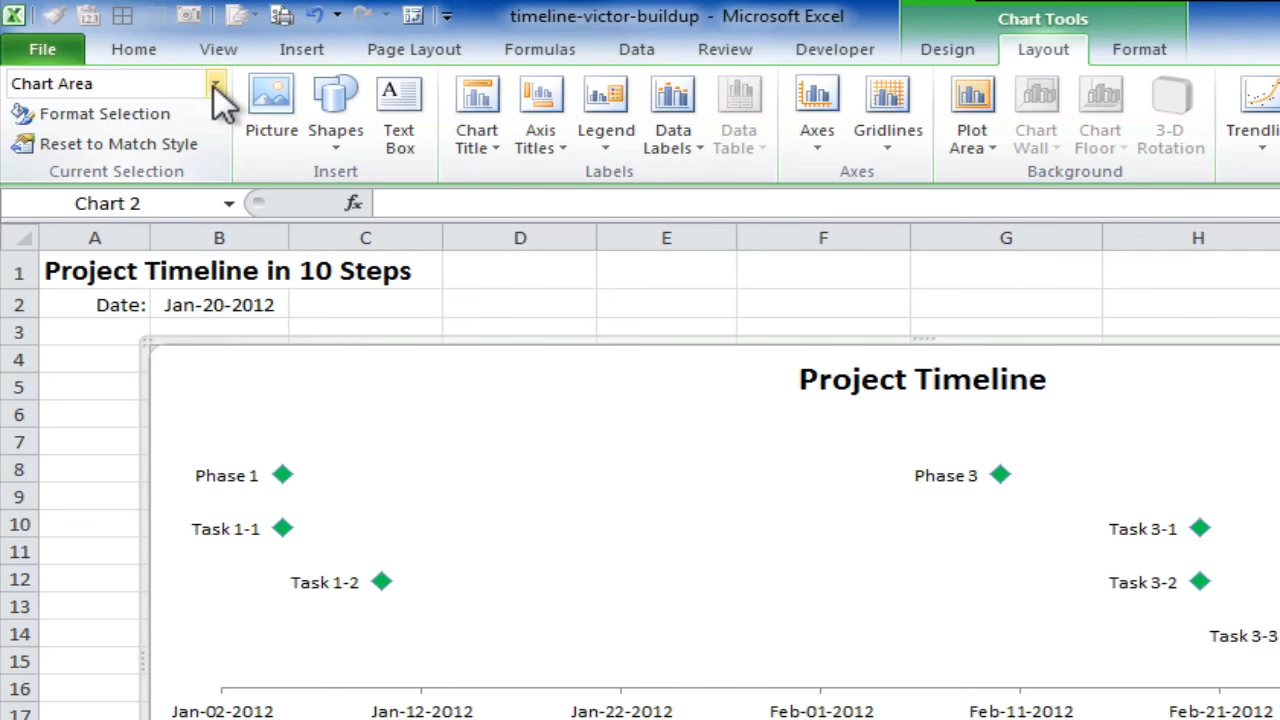 timeline-victor-buildup - Microsoft Excel
Chart Tools
File Home View Insert Page Layout Formulas Data Review Developer Design Layout Format
Chart Area
Format Selection
Reset to Match Style
Current Selection
Picture
Shapes
Text
Box
Insert
Chart
Title
Axis
Titles
Legend
Data
Labels
Data
Table
Labels
Axes
Gridlines
Axes
Plot
Area
Chart
Wall
Chart
Floor
3-D
Rotation
Background
Chart 2
fx
A B C D E F G H
1 Project Timeline in 10 Steps
2 Date: Jan-20-2012
3
4
5
6
7
8
9
10
11
12
13
14
15
16
17
Project Timeline
Phase 1
Phase 3
Task 1-1
Task 3-1
Task 1-2
Task 3-2
Task 3-3
Jan-02-2012 Jan-12-2012 Jan-22-2012 Feb-01-2012 Feb-11-2012 Feb-21-2012